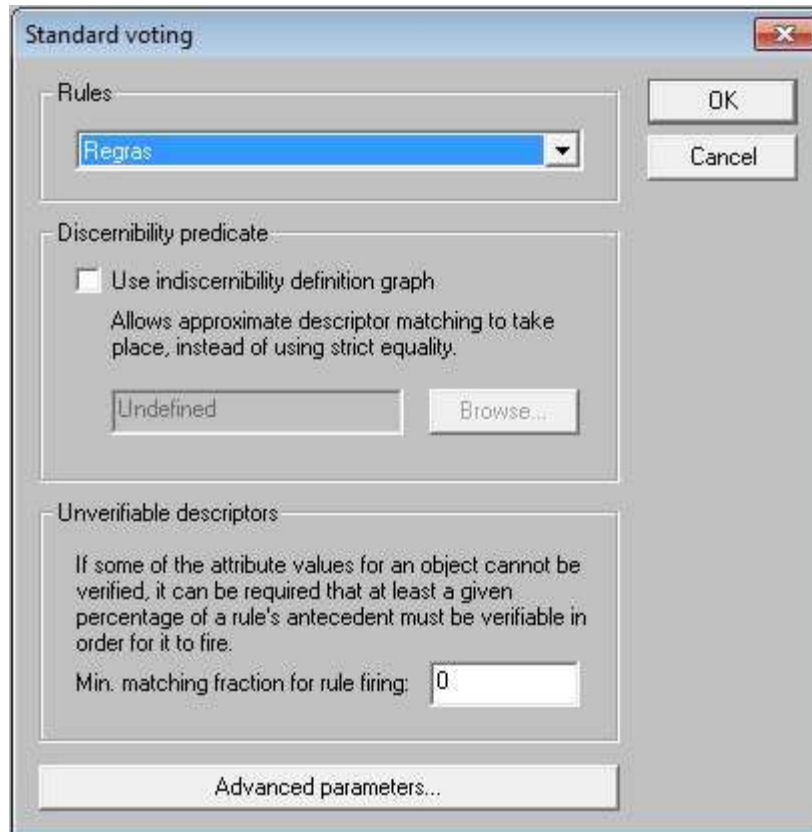 Standard voting
Rules
Regras
OK
Cancel
Discernibility predicate
Use indiscernibility definition graph
Allows approximate descriptor matching to take
place, instead of using strict equality.
Undefined
Browse...
Unverifiable descriptors
If some of the attribute values for an object cannot be
verified, it can be required that at least a given
percentage of a rule's antecedent must be verifiable in
order for it to fire.
Min. matching fraction for rule firing: 0
Advanced parameters...